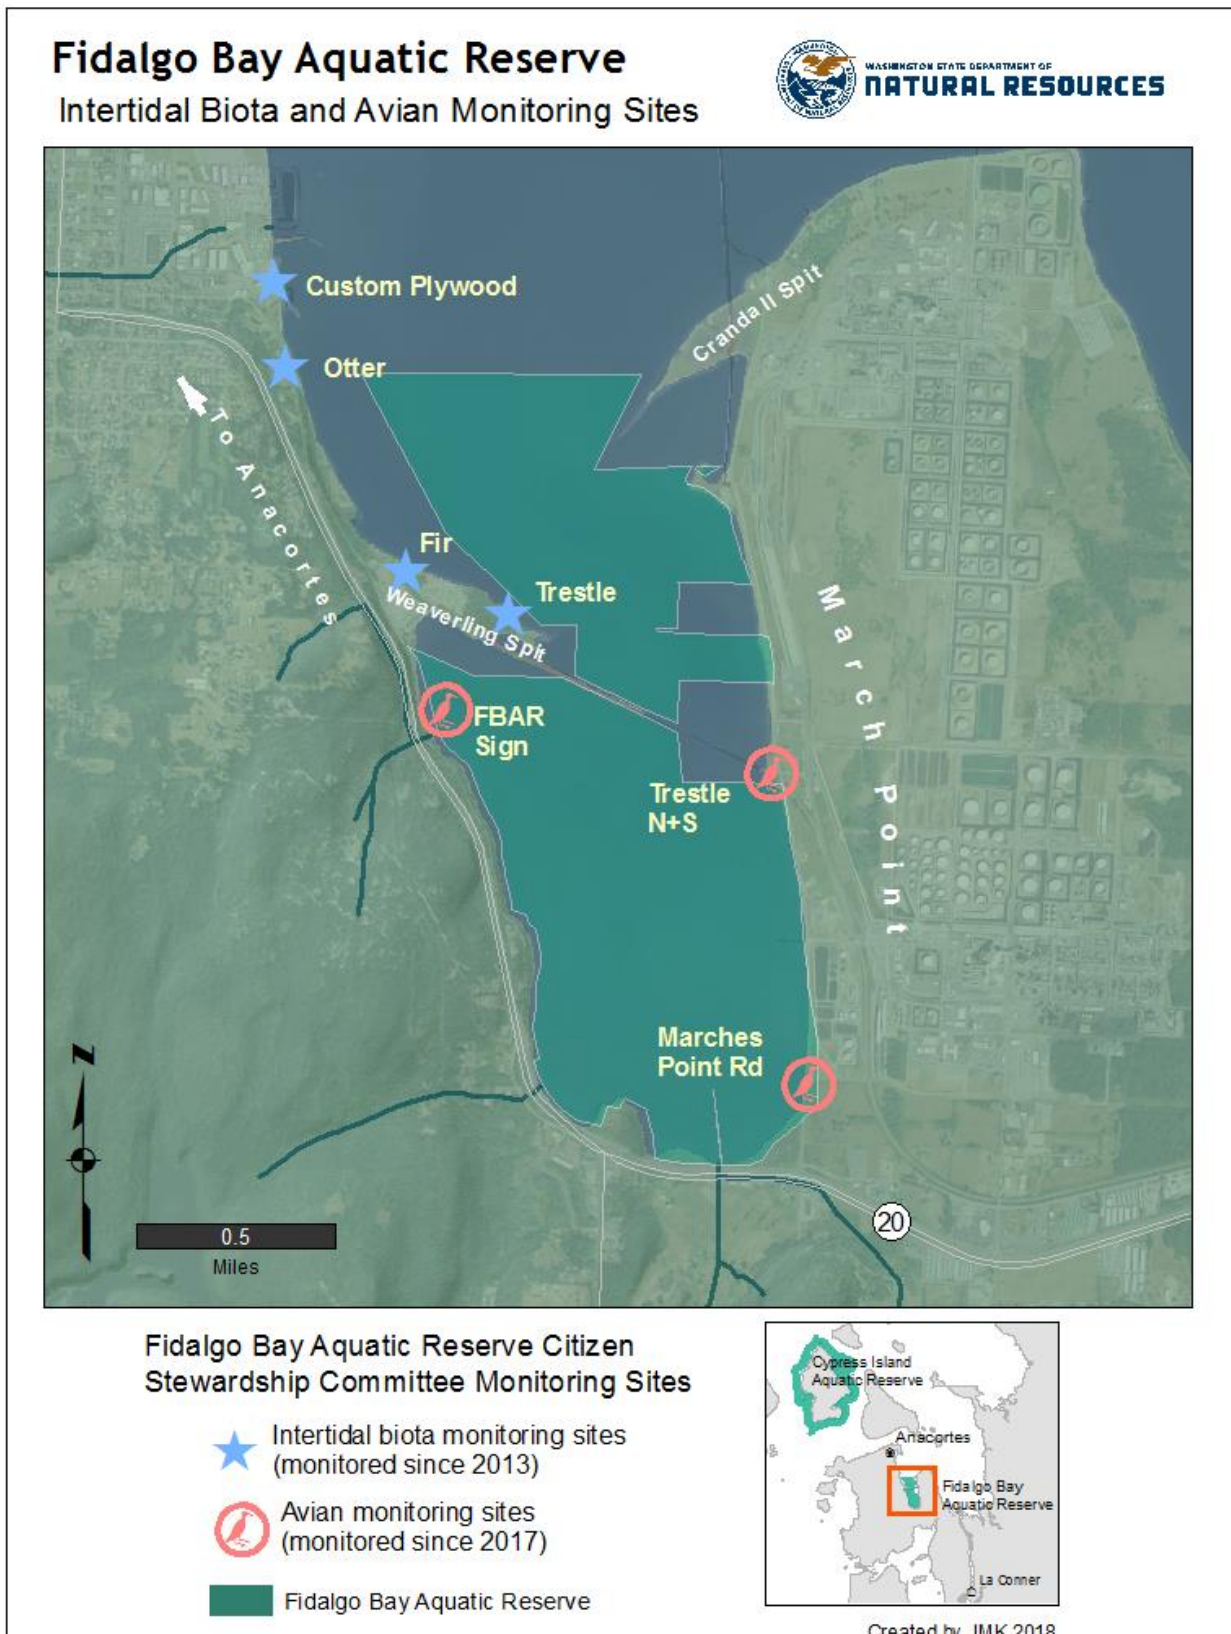 Fidalgo Bay Aquatic Reserve
Intertidal Biota and Avian Monitoring Sites
WASHINGTON STATE DEPARTMENT OF
NATURAL RESOURCES
Custom Plywood
Otter
Crandall Spit
To Anacortes
Fir
Trestle
Weaverling Spit
March Point
FBAR
Sign
Trestle
N+S
Marches
Point Rd
N
20
0.5
Miles
Fidalgo Bay Aquatic Reserve Citizen
Stewardship Committee Monitoring Sites
Intertidal biota monitoring sites
(monitored since 2013)
Avian monitoring sites
(monitored since 2017)
Fidalgo Bay Aquatic Reserve
Cypress Island
Aquatic Reserve
Anacortes
Fidalgo Bay
Aquatic Reserve
La Conner
Created by JMK 2018